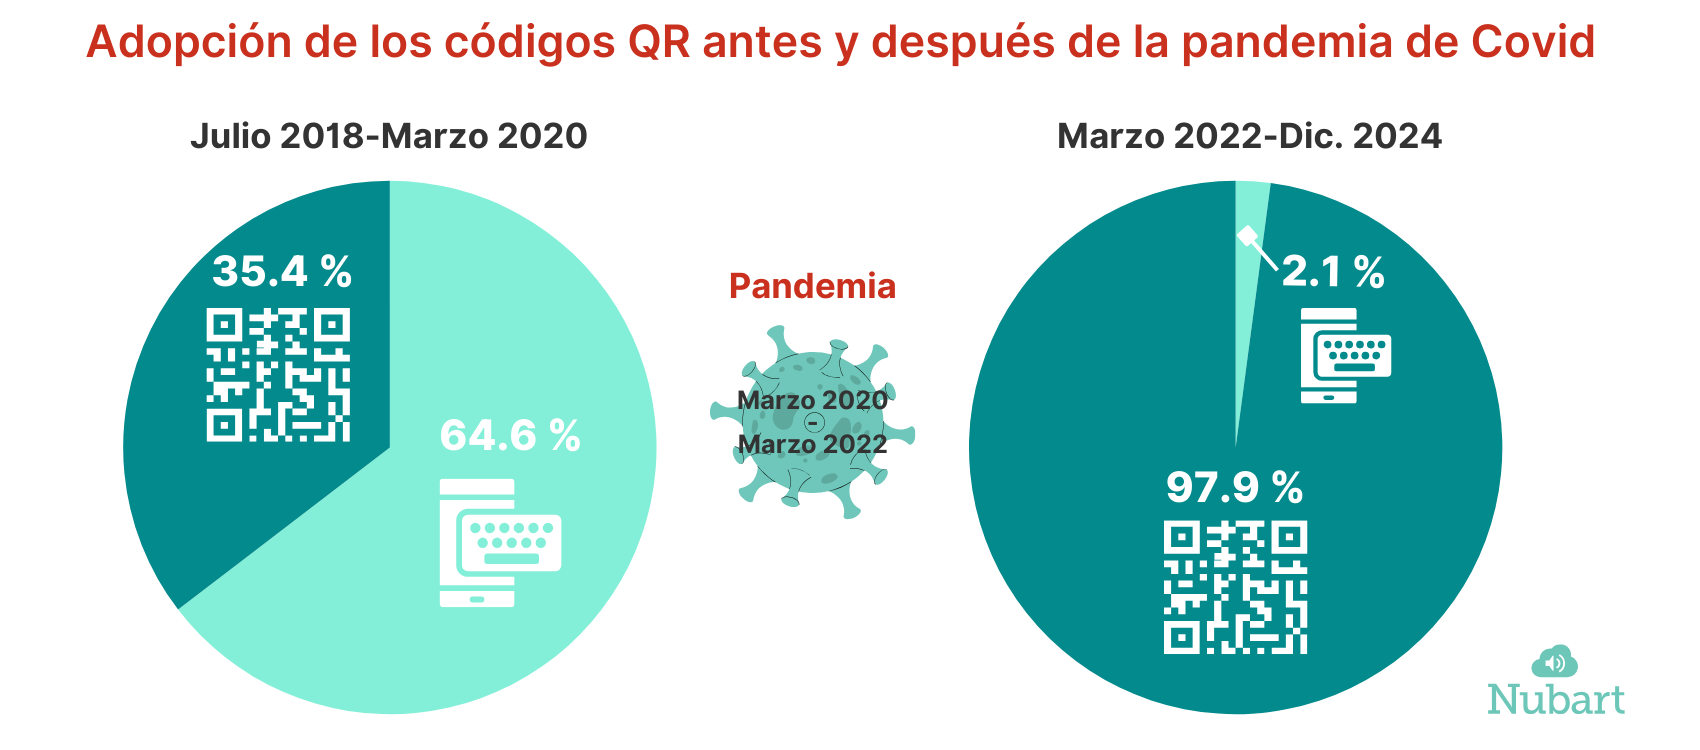 Adopción de los códigos QR antes y después de la pandemia de Covid
Julio 2018-Marzo 2020
35.4 %
64.6 %
Pandemia
Marzo 2020
-
Marzo 2022
Marzo 2022-Dic. 2024
2.1 %
97.9 %
Nubart